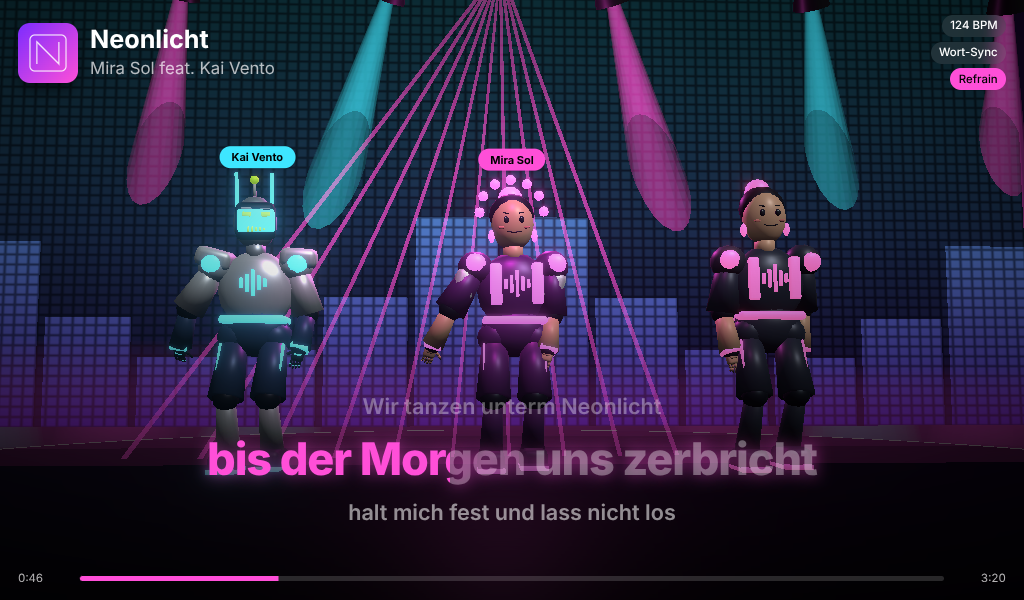 Neonlicht
Mira Sol feat. Kai Vento
124 BPM
Wort-Sync
Refrain
Kai Vento
Mira Sol
Wir tanzen unterm Neonlicht
bis der Morgen uns zerbricht
halt mich fest und lass nicht los
0:46
3:20